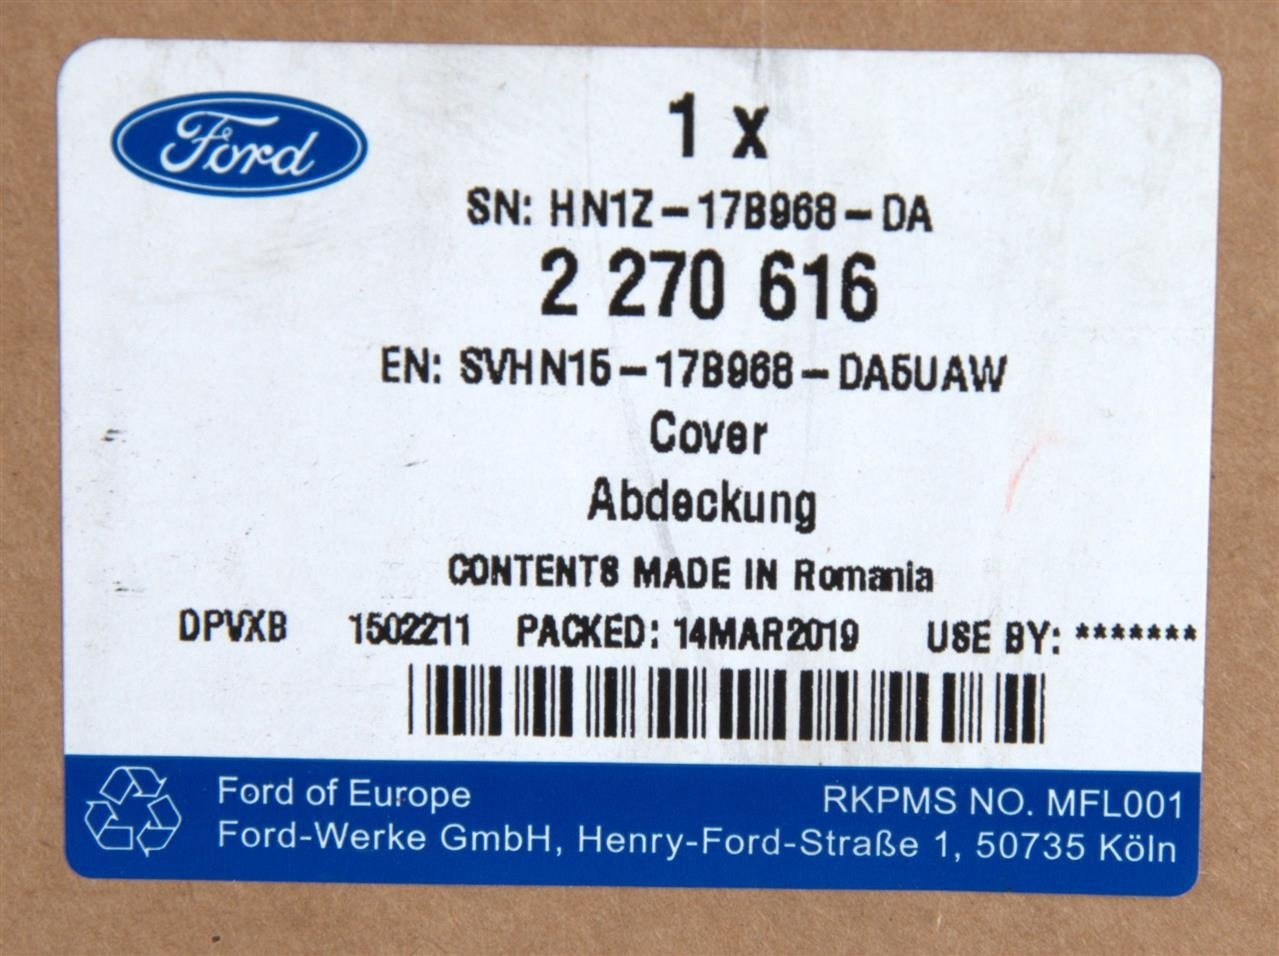 Ford
1 x
SN: HN1Z-17B968-DA
2 270 616
EN: SVHN15-17B968-DA5UAW
Cover
Abdeckung
CONTENTS MADE IN Romania
DPVXB 1502211 PACKED: 14MAR2019 USE BY: *******
Ford of Europe RKPMS NO. MFL001
Ford-Werke GmbH, Henry-Ford-Straße 1, 50735 Köln